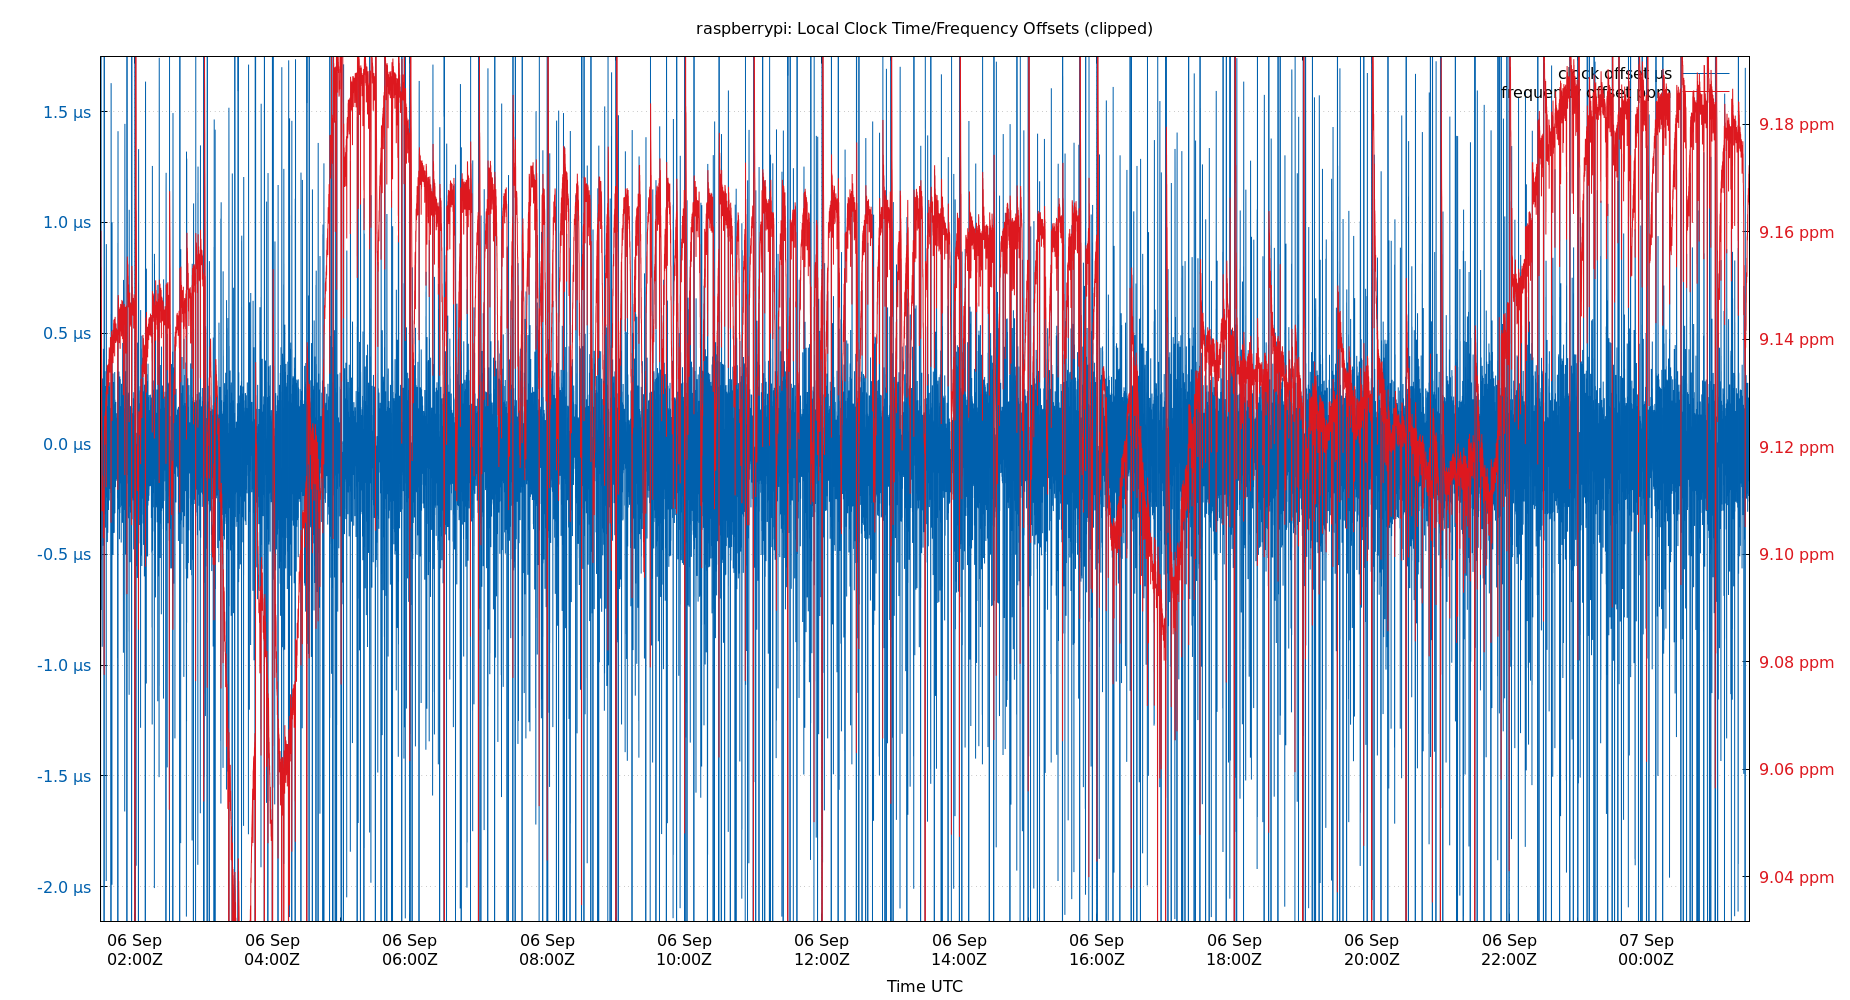 raspberrypi: Local Clock Time/Frequency Offsets (clipped)
clock offset µs
frequency offset ppm
1.5 µs
1.0 µs
0.5 µs
0.0 µs
-0.5 µs
-1.0 µs
-1.5 µs
-2.0 µs
9.18 ppm
9.16 ppm
9.14 ppm
9.12 ppm
9.10 ppm
9.08 ppm
9.06 ppm
9.04 ppm
06 Sep
02:00Z
06 Sep
04:00Z
06 Sep
06:00Z
06 Sep
08:00Z
06 Sep
10:00Z
06 Sep
12:00Z
06 Sep
14:00Z
06 Sep
16:00Z
06 Sep
18:00Z
06 Sep
20:00Z
06 Sep
22:00Z
07 Sep
00:00Z
Time UTC